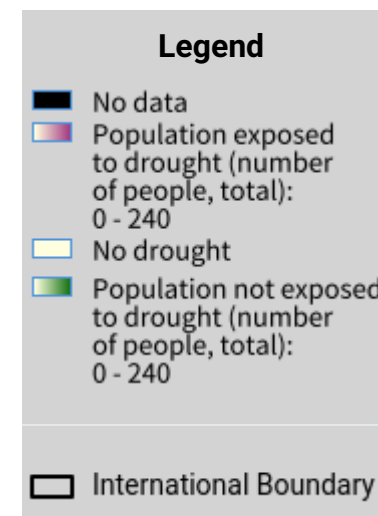 Legend
No data
Population exposed
to drought (number
of people, total):
0 - 240
No drought
Population not exposed
to drought (number
of people, total):
0 - 240
International Boundary